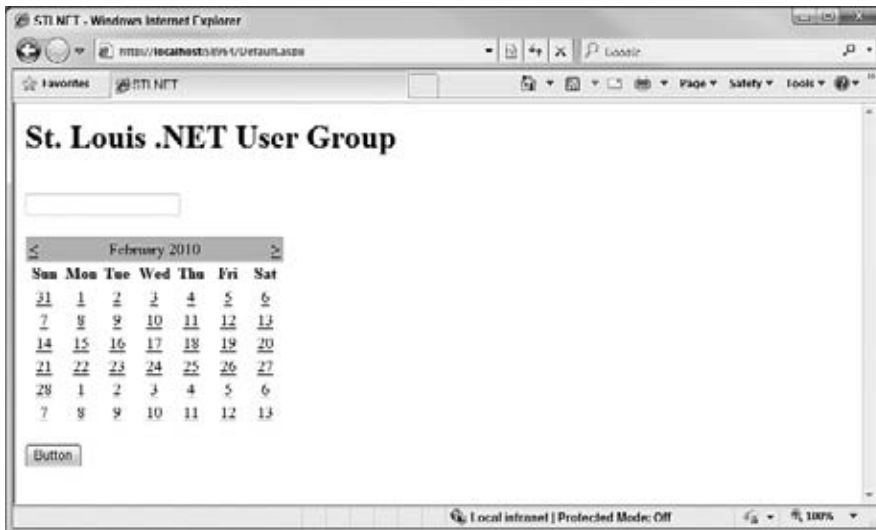 STLNET - Windows Internet Explorer
Google
Favorites STLNET Page Safety Tools
St. Louis .NET User Group
< February 2010 >
Sun Mon Tue Wed Thu Fri Sat
31 1 2 3 4 5 6
7 8 9 10 11 12 13
14 15 16 17 18 19 20
21 22 23 24 25 26 27
28 1 2 3 4 5 6
7 8 9 10 11 12 13
Button
Local intranet | Protected Mode: Off 100%